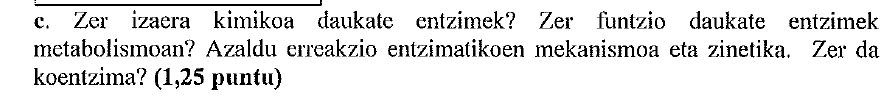 c. Zer izaera kimikoa daukate entzimek? Zer funtzio daukate entzimek
metabolismoan? Azaldu erreakzio entzimatikoen mekanismoa eta zinetika. Zer da
koentzima? (1,25 puntu)